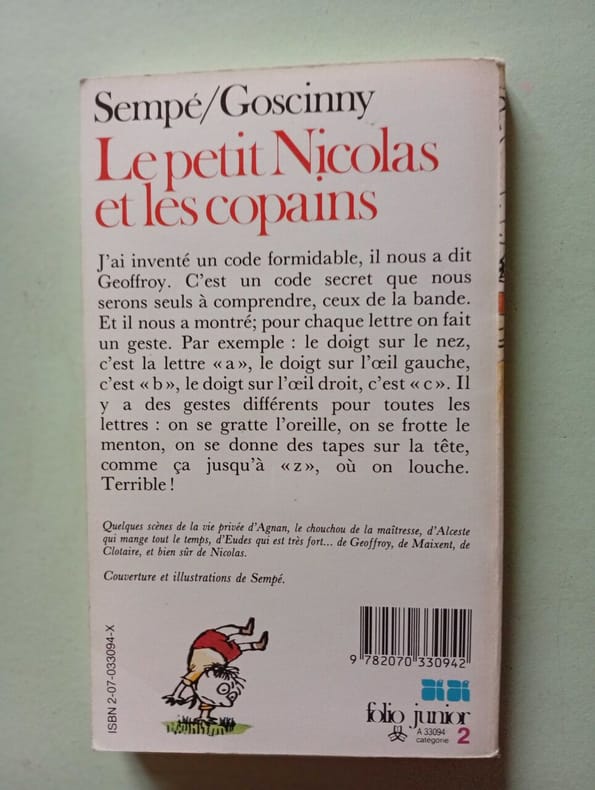 Sempé/Goscinny
Le petit Nicolas
et les copains
J'ai inventé un code formidable, il nous a dit
Geoffroy. C'est un code secret que nous
serons seuls à comprendre, ceux de la bande.
Et il nous a montré; pour chaque lettre on fait
un geste. Par exemple : le doigt sur le nez,
c'est la lettre «a», le doigt sur l'œil gauche,
c'est «b», le doigt sur l'œil droit, c'est «c». Il
y a des gestes différents pour toutes les
lettres : on se gratte l'oreille, on se frotte le
menton, on se donne des tapes sur la tête,
comme ça jusqu'à «z», où on louche.
Terrible !
Quelques scènes de la vie privée d'Agnan, le chouchou de la maîtresse, d'Alceste
qui mange tout le temps, d'Eudes qui est très fort... de Geoffroy, de Maixent, de
Clotaire, et bien sûr de Nicolas.
Couverture et illustrations de Sempé.
ISBN 2-07-033094-X
9 782070 330942
folio junior
A 33094
catégorie 2